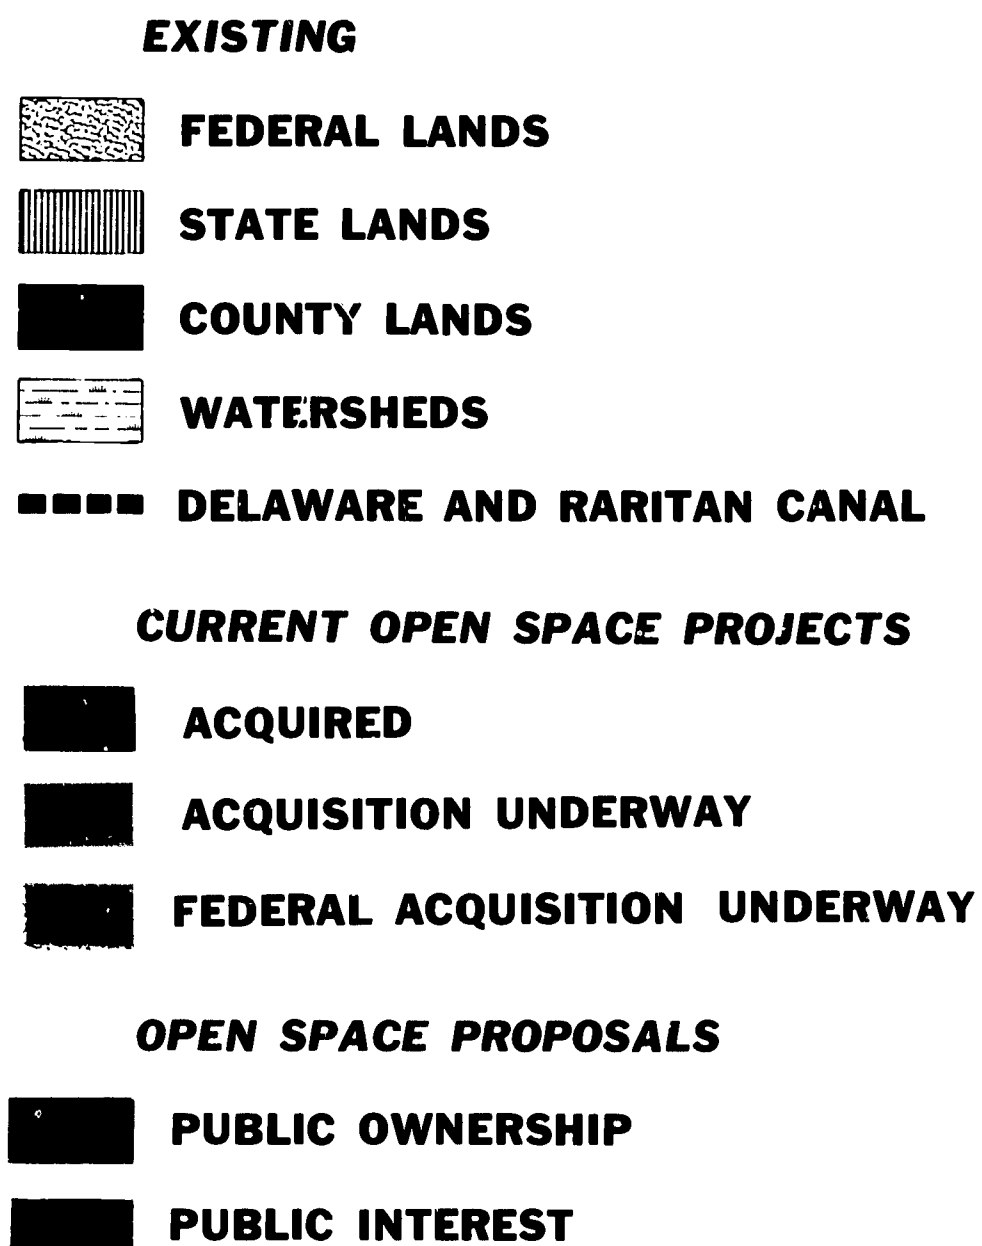 EXISTING
FEDERAL LANDS
STATE LANDS
COUNTY LANDS
WATERSHEDS
DELAWARE AND RARITAN CANAL
CURRENT OPEN SPACE PROJECTS
ACQUIRED
ACQUISITION UNDERWAY
FEDERAL ACQUISITION UNDERWAY
OPEN SPACE PROPOSALS
PUBLIC OWNERSHIP
PUBLIC INTEREST